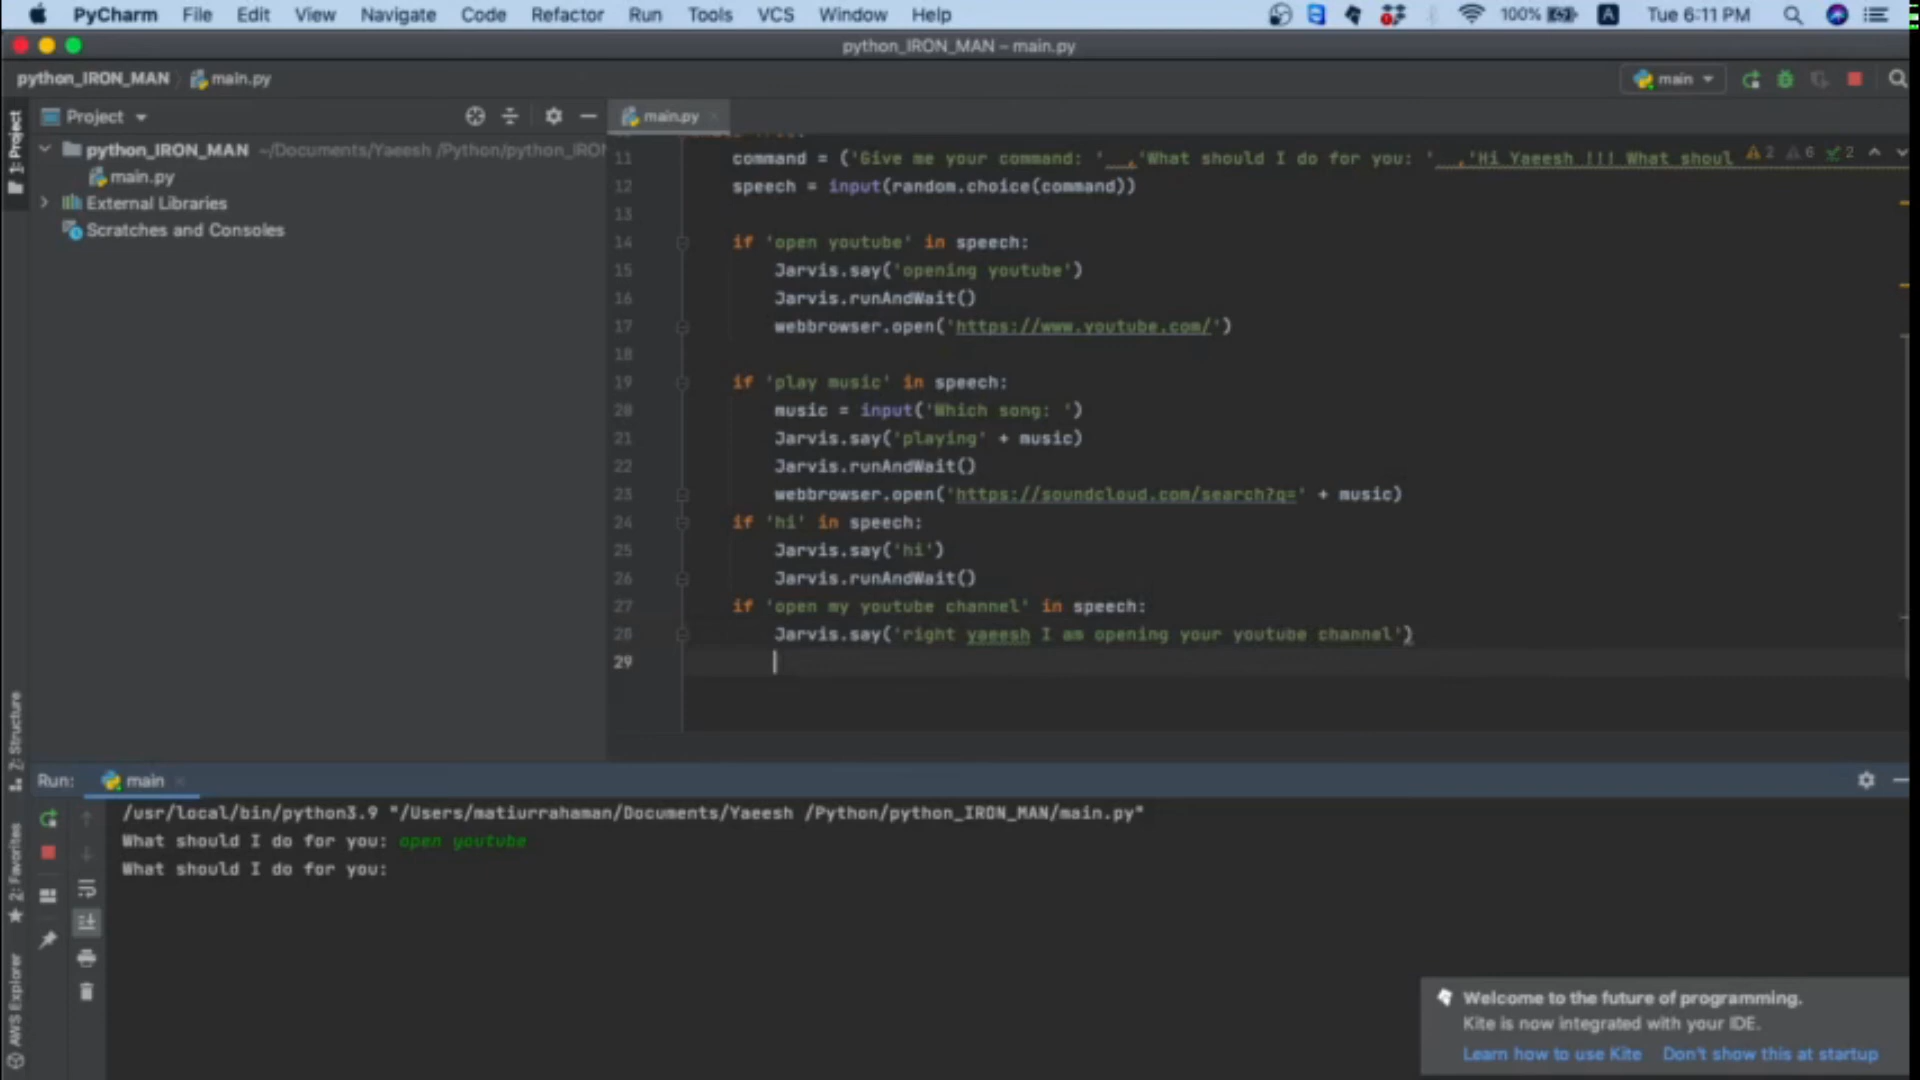 PyCharm File Edit View Navigate Code Refactor Run Tools VCS Window Help 100% A Tue 6:11 PM
python_IRON_MAN – main.py
python_IRON_MAN main.py main
Project main.py
python_IRON_MAN ~/Documents/Yaeesh /Python/python_IRON
main.py
External Libraries
Scratches and Consoles
1: Project
11 command = ('Give me your command: ' ,'What should I do for you: ' ,'Hi Yaeesh !!! What shoul 2 6 2
12 speech = input(random.choice(command))
13
14 if 'open youtube' in speech:
15 Jarvis.say('opening youtube')
16 Jarvis.runAndWait()
17 webbrowser.open('https://www.youtube.com/')
18
19 if 'play music' in speech:
20 music = input('Which song: ')
21 Jarvis.say('playing' + music)
22 Jarvis.runAndWait()
23 webbrowser.open('https://soundcloud.com/search?q=' + music)
24 if 'hi' in speech:
25 Jarvis.say('hi')
26 Jarvis.runAndWait()
27 if 'open my youtube channel' in speech:
28 Jarvis.say('right yaeesh I am opening your youtube channel')
29
7: Structure
2: Favorites
AWS Explorer
Run: main
/usr/local/bin/python3.9 "/Users/matiurrahaman/Documents/Yaeesh /Python/python_IRON_MAN/main.py"
What should I do for you: open youtube
What should I do for you:
Welcome to the future of programming.
Kite is now integrated with your IDE.
Learn how to use Kite Don't show this at startup